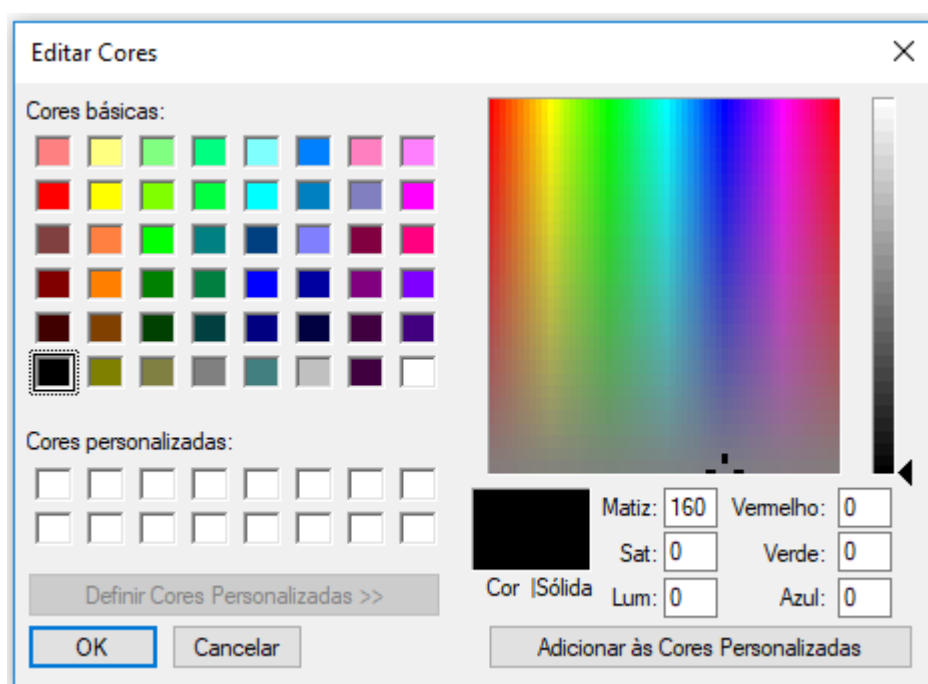 Editar Cores
Cores básicas:
Cores personalizadas:
Definir Cores Personalizadas >>
OK
Cancelar
Cor |Sólida
Matiz: 160
Sat: 0
Lum: 0
Vermelho: 0
Verde: 0
Azul: 0
Adicionar às Cores Personalizadas